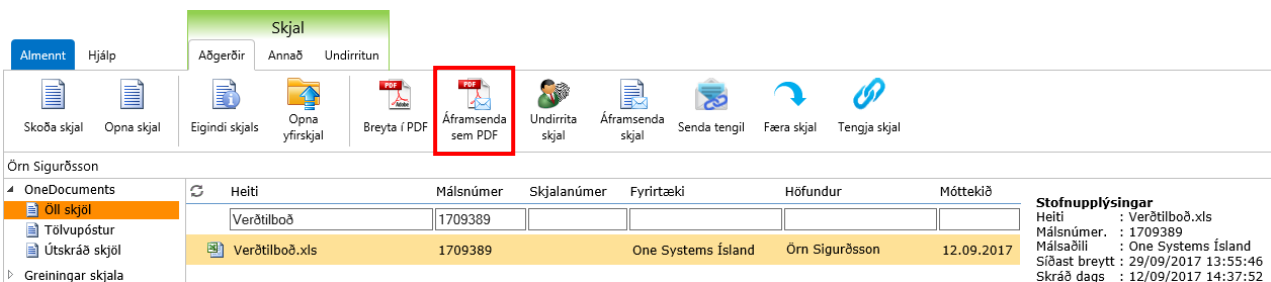 Skjal
Almennt Hjálp Aðgerðir Annað Undirritun
Skoða skjal Opna skjal Eigindi skjals Opna yfirskjal Breyta í PDF Áframsenda sem PDF Undirrita skjal Áframsenda skjal Senda tengil Færa skjal Tengja skjal
Örn Sigurðsson
OneDocuments
Öll skjöl
Tölvupóstur
Útskráð skjöl
Greiningar skjala
Heiti Málsnúmer Skjalanúmer Fyrirtæki Höfundur Móttekið
Verðtilboð 1709389
Verðtilboð.xls 1709389 One Systems Ísland Örn Sigurðsson 12.09.2017
Stofnupplýsingar
Heiti : Verðtilboð.xls
Málsnúmer. : 1709389
Málsaðili : One Systems Ísland
Síðast breytt : 29/09/2017 13:55:46
Skráð dags : 12/09/2017 14:37:52